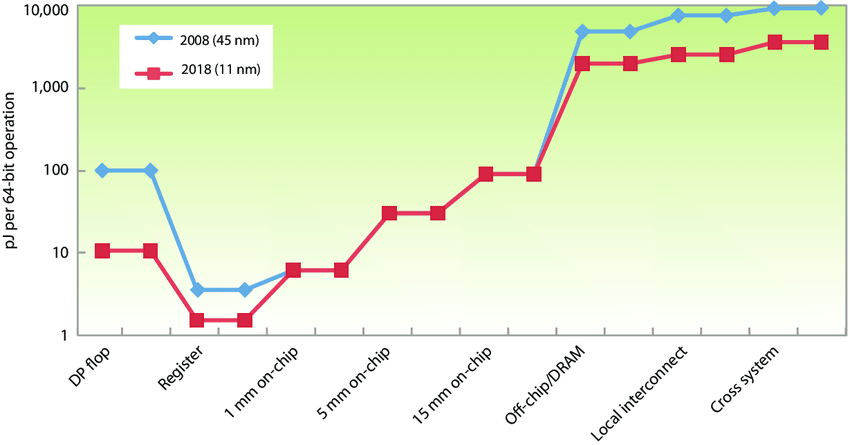 10,000
1,000
100
10
1
pJ per 64-bit operation
2008 (45 nm)
2018 (11 nm)
DP flop
Register
1 mm on-chip
5 mm on-chip
15 mm on-chip
Off-chip/DRAM
Local interconnect
Cross system